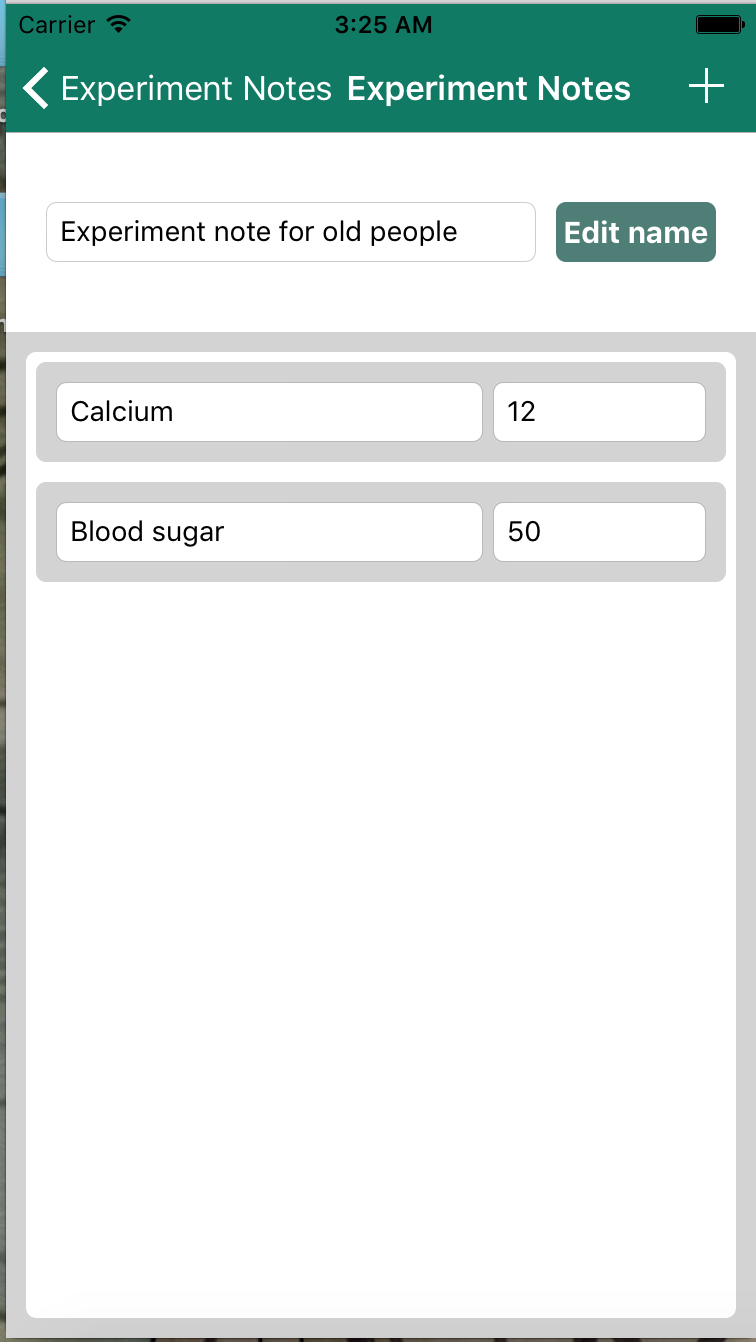 Carrier 3:25 AM
Experiment Notes Experiment Notes
Experiment note for old people Edit name
Calcium 12
Blood sugar 50